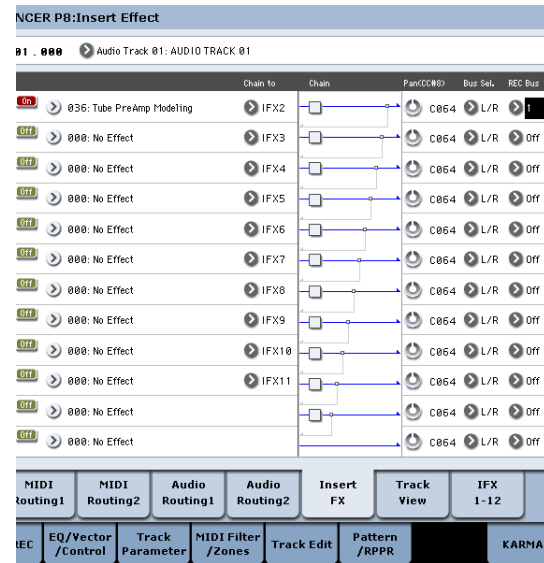 NCER P8:Insert Effect
01 . 000 Audio Track 01: AUDIO TRACK 01
Chain to Chain Pan(CC#8) Bus Sel. REC Bus
On 036: Tube PreAmp Modeling IFX2 C064 L/R 1
Off 000: No Effect IFX3 C064 L/R Off
Off 000: No Effect IFX4 C064 L/R Off
Off 000: No Effect IFX5 C064 L/R Off
Off 000: No Effect IFX6 C064 L/R Off
Off 000: No Effect IFX7 C064 L/R Off
Off 000: No Effect IFX8 C064 L/R Off
Off 000: No Effect IFX9 C064 L/R Off
Off 000: No Effect IFX10 C064 L/R Off
Off 000: No Effect IFX11 C064 L/R Off
Off 000: No Effect C064 L/R Off
Off 000: No Effect C064 L/R Off
MIDI MIDI Audio Audio Insert Track IFX
Routing1 Routing2 Routing1 Routing2 FX View 1-12
REC EQ/Vector Track MIDI Filter Track Edit Pattern KARMA
/Control Parameter /Zones /RPPR